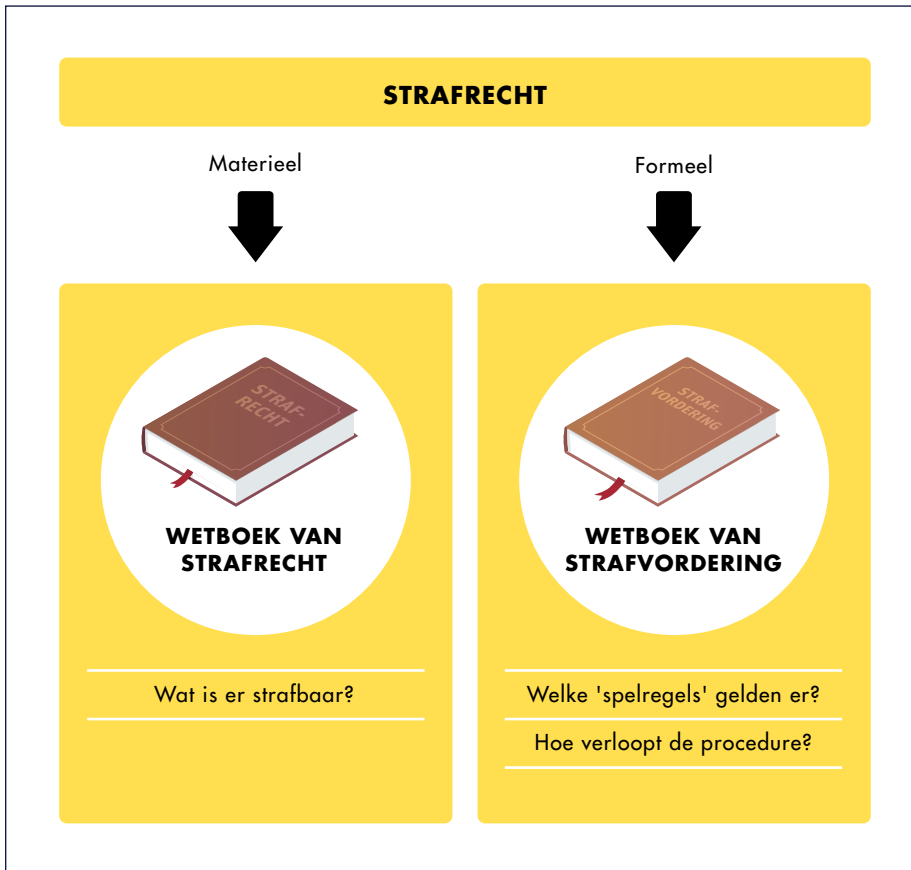 STRAFRECHT
Materieel
Formeel
STRAF-
RECHT
WETBOEK VAN
STRAFRECHT
Wat is er strafbaar?
STRAF-
VORDERING
WETBOEK VAN
STRAFVORDERING
Welke 'spelregels' gelden er?
Hoe verloopt de procedure?